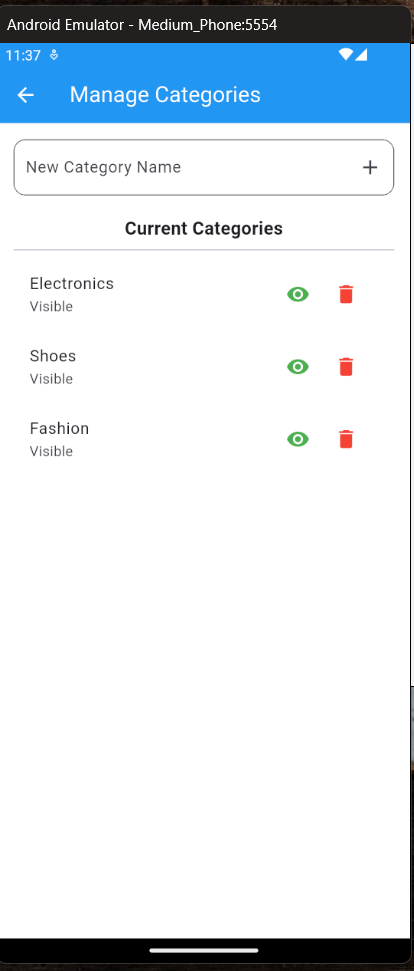 Android Emulator - Medium_Phone:5554
11:37
Manage Categories
New Category Name
Current Categories
Electronics
Visible
Shoes
Visible
Fashion
Visible